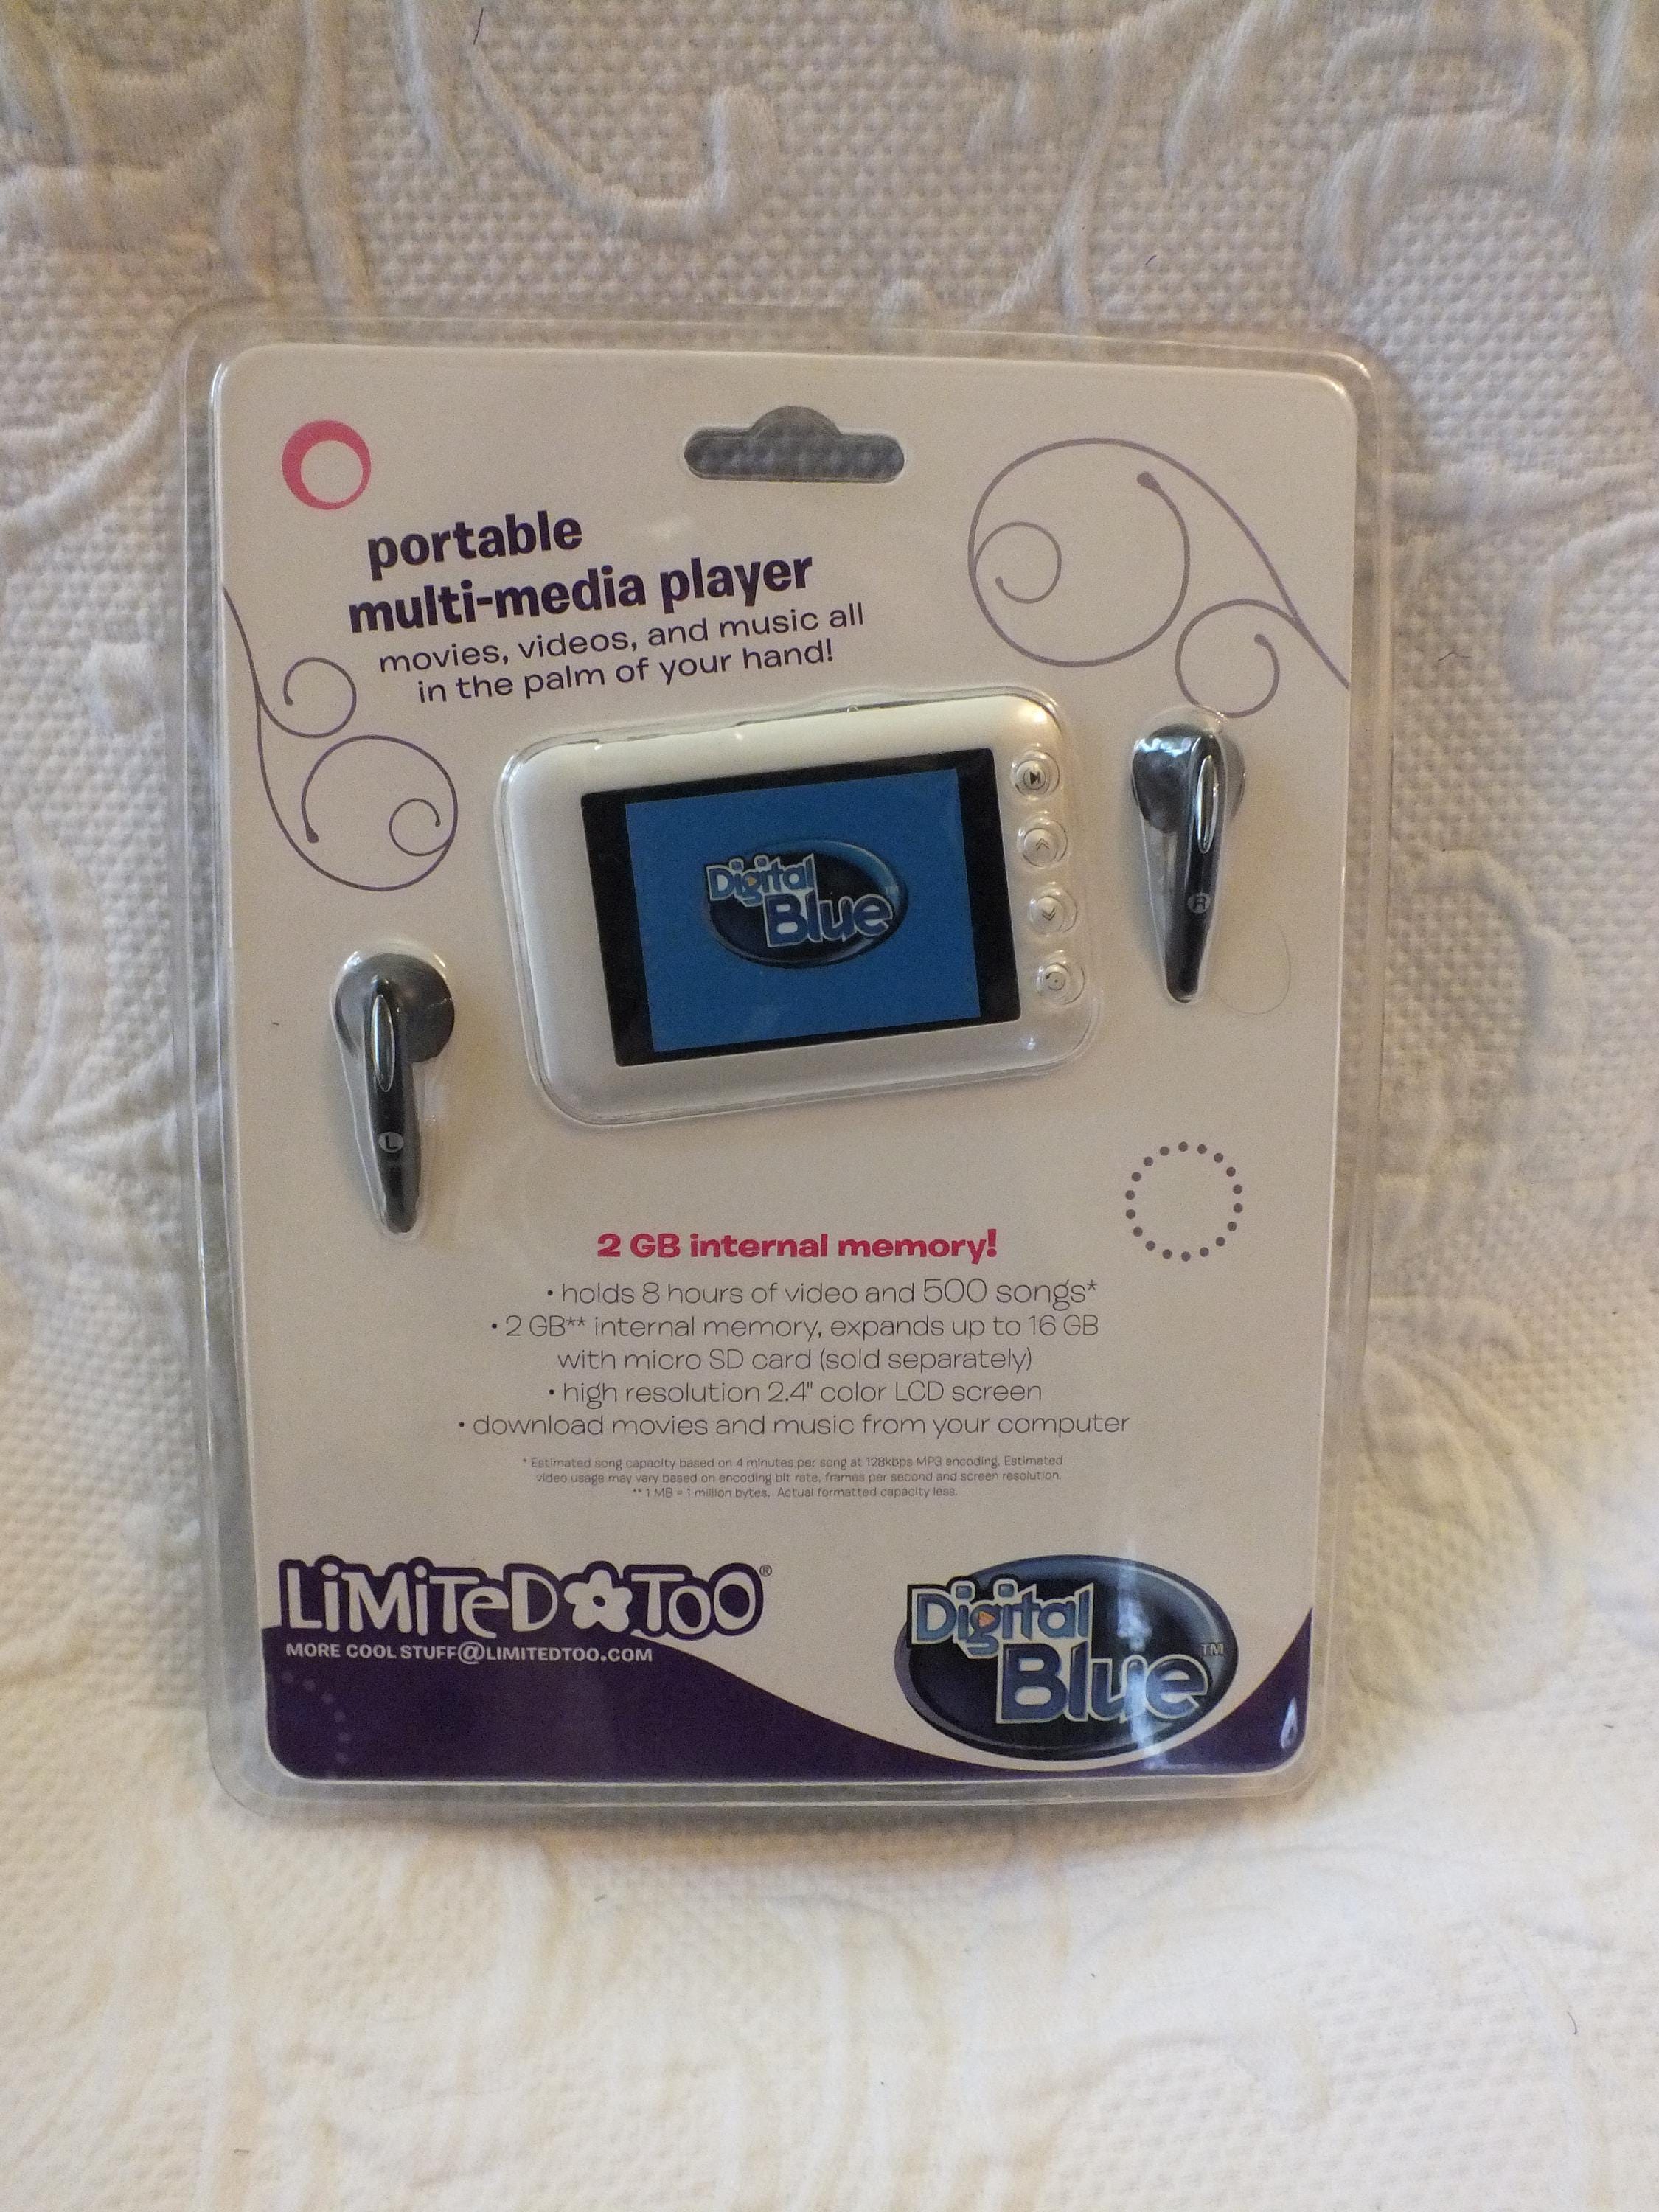 portable
multi-media player
movies, videos, and music all
in the palm of your hand!
Digital
Blue
R
L
2 GB internal memory!
• holds 8 hours of video and 500 songs*
• 2 GB** internal memory, expands up to 16 GB
with micro SD card (sold separately)
• high resolution 2.4" color LCD screen
• download movies and music from your computer
* Estimated song capacity based on 4 minutes per song at 128kbps MP3 encoding. Estimated
video usage may vary based on encoding bit rate, frames per second and screen resolution.
** 1 MB = 1 million bytes. Actual formatted capacity less.
LiMiTeD TOO®
MORE COOL STUFF@LIMITEDTOO.COM
Digital
Blue™